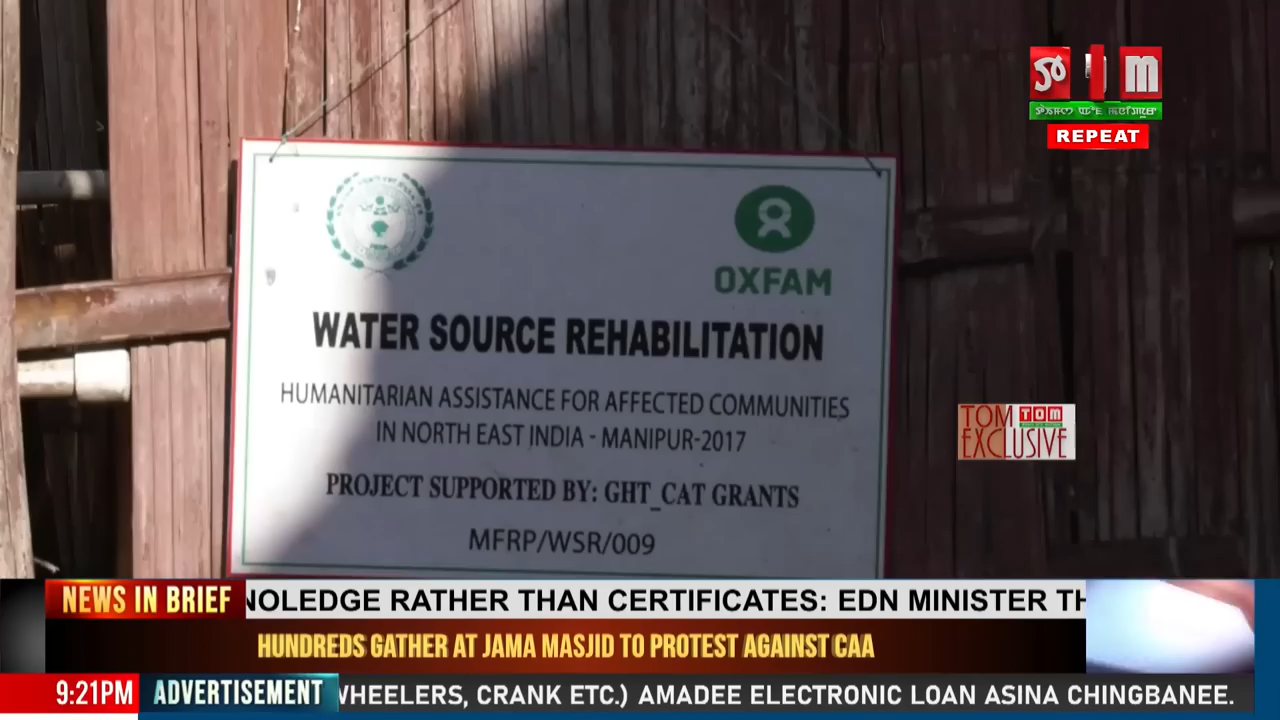 REPEAT
OXFAM
WATER SOURCE REHABILITATION
HUMANITARIAN ASSISTANCE FOR AFFECTED COMMUNITIES
IN NORTH EAST INDIA - MANIPUR-2017
PROJECT SUPPORTED BY: GHT_CAT GRANTS
MFRP/WSR/009
TOM TOM
EXCLUSIVE
NEWS IN BRIEF NOLEDGE RATHER THAN CERTIFICATES: EDN MINISTER TH
HUNDREDS GATHER AT JAMA MASJID TO PROTEST AGAINST CAA
9:21PM ADVERTISEMENT WHEELERS, CRANK ETC.) AMADEE ELECTRONIC LOAN ASINA CHINGBANEE.